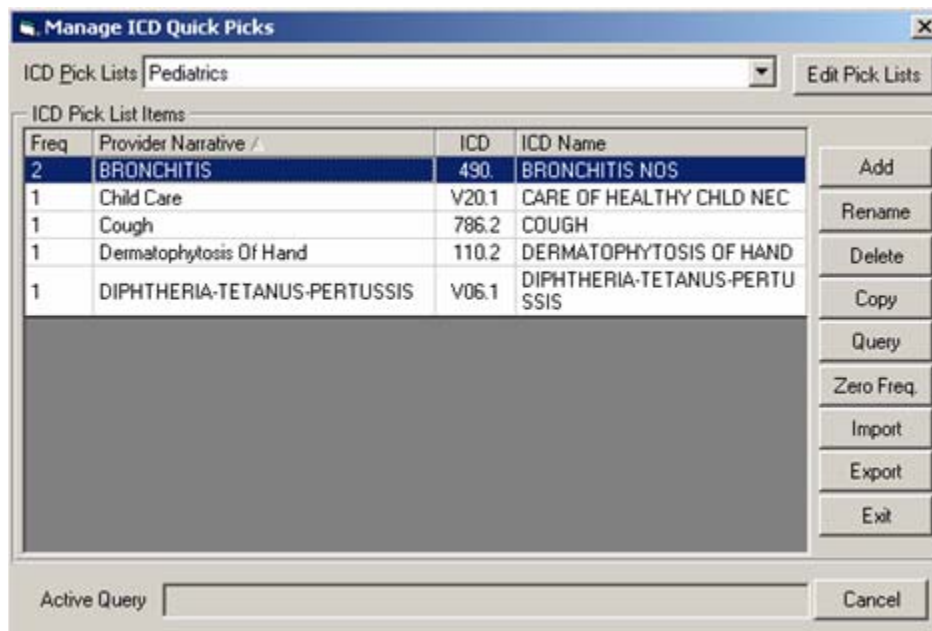 Manage ICD Quick Picks
ICD Pick Lists Pediatrics Edit Pick Lists
ICD Pick List Items
Freq Provider Narrative ICD ICD Name
2 BRONCHITIS 490. BRONCHITIS NOS
1 Child Care V20.1 CARE OF HEALTHY CHLD NEC
1 Cough 786.2 COUGH
1 Dermatophytosis Of Hand 110.2 DERMATOPHYTOSIS OF HAND
1 DIPHTHERIA-TETANUS-PERTUSSIS V06.1 DIPHTHERIA-TETANUS-PERTU
SSIS
Add
Rename
Delete
Copy
Query
Zero Freq.
Import
Export
Exit
Active Query Cancel